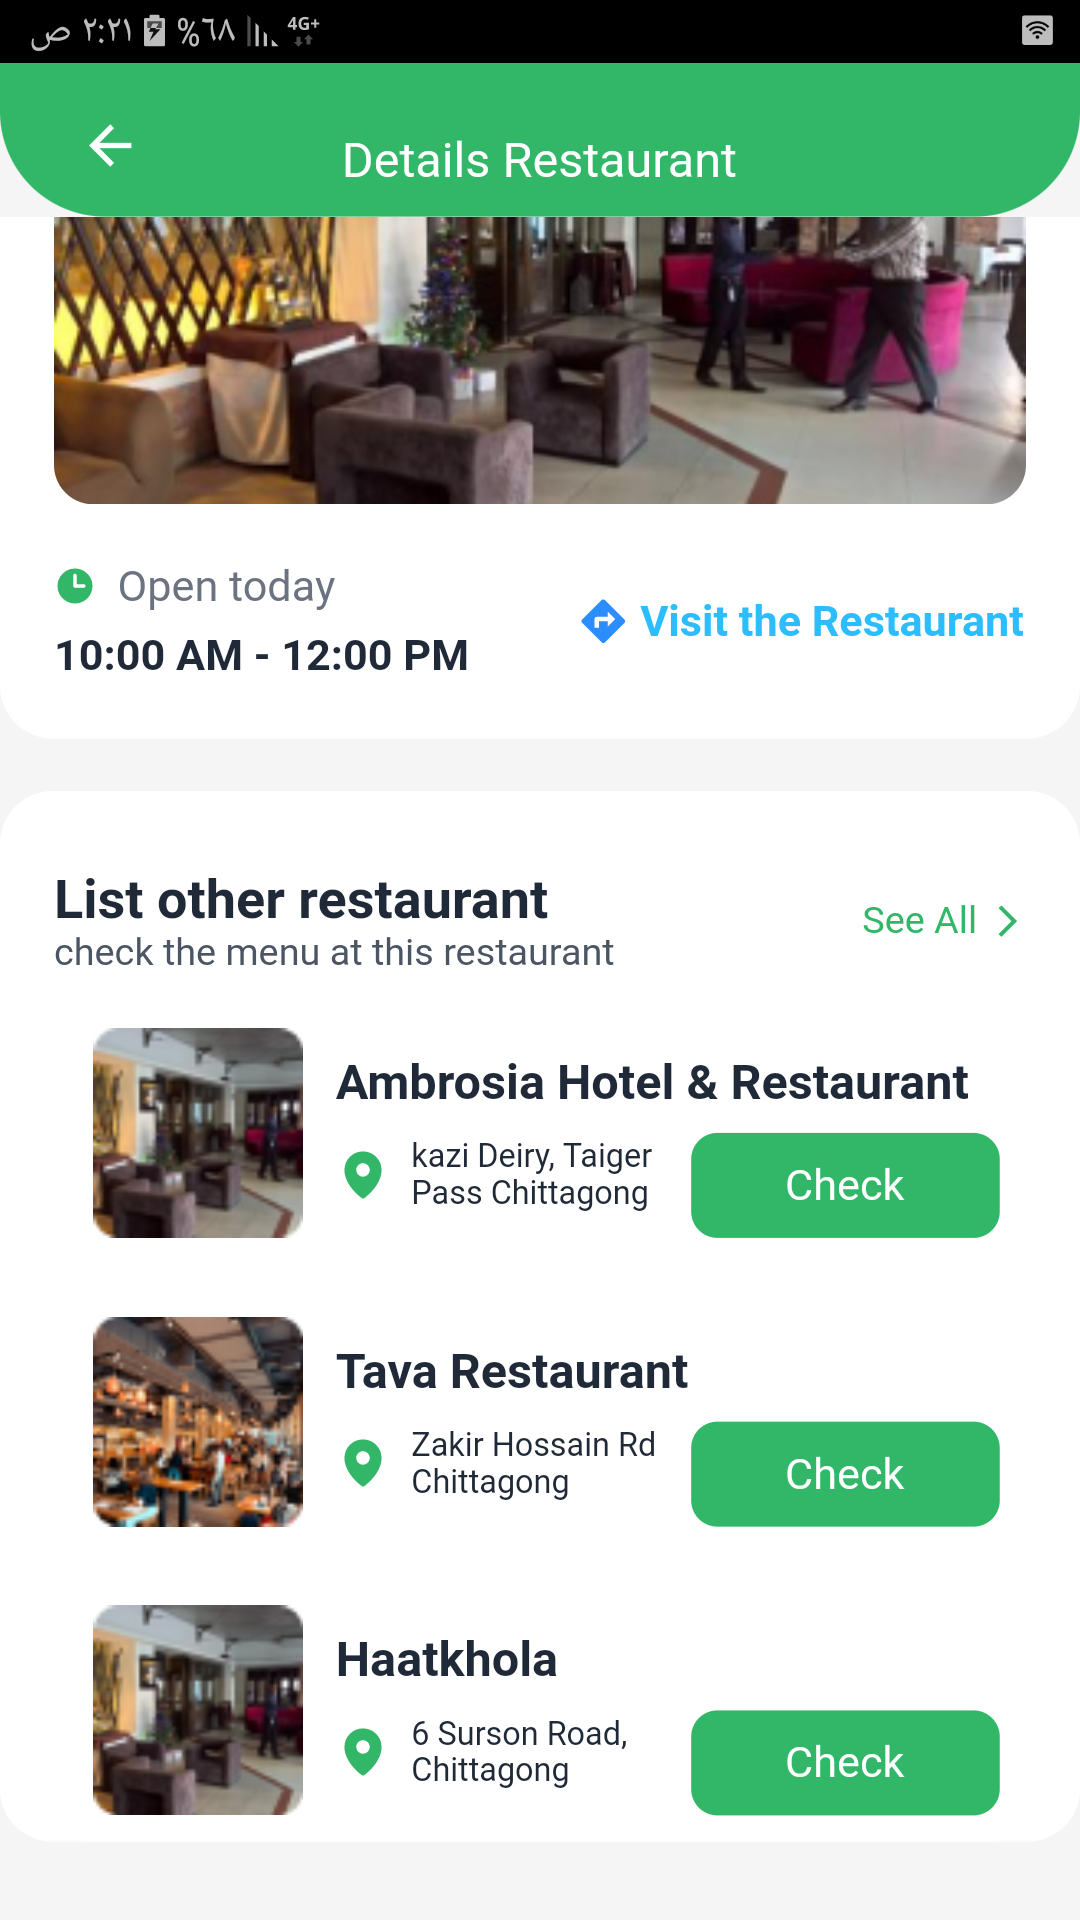 ص ٢:٢١ %٦٨ 4G+
Details Restaurant
Open today
10:00 AM - 12:00 PM
Visit the Restaurant
List other restaurant
check the menu at this restaurant
See All
Ambrosia Hotel & Restaurant
kazi Deiry, Taiger
Pass Chittagong
Check
Tava Restaurant
Zakir Hossain Rd
Chittagong
Check
Haatkhola
6 Surson Road,
Chittagong
Check